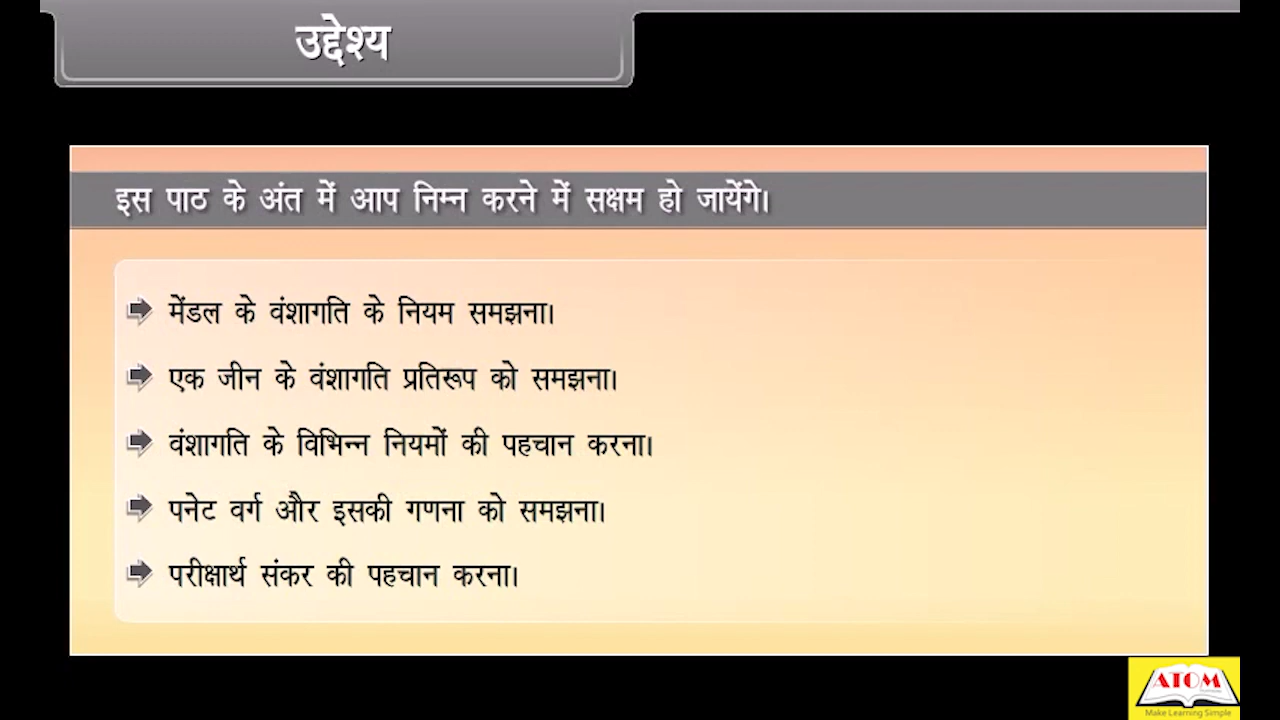 उद्देश्य
इस पाठ के अंत में आप निम्न करने में सक्षम हो जायेंगे।
मेंडल के वंशागति के नियम समझना।
एक जीन के वंशागति प्रतिरूप को समझना।
वंशागति के विभिन्न नियमों की पहचान करना।
पनेट वर्ग और इसकी गणना को समझना।
परीक्षार्थ संकर की पहचान करना।
ATOM
Make Learning Simple